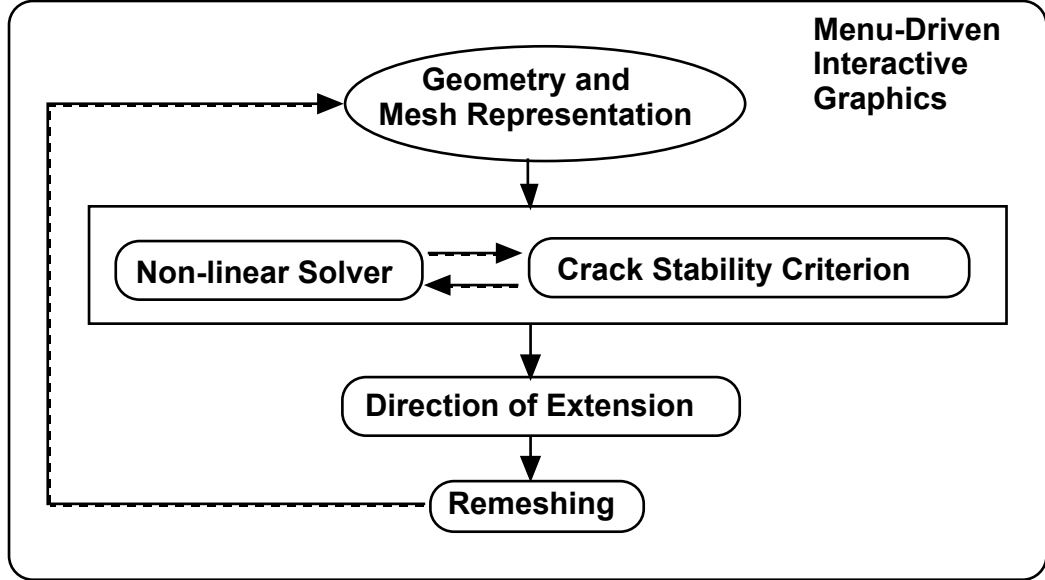 Menu-Driven
Interactive
Graphics
Geometry and
Mesh Representation
Non-linear Solver
Crack Stability Criterion
Direction of Extension
Remeshing